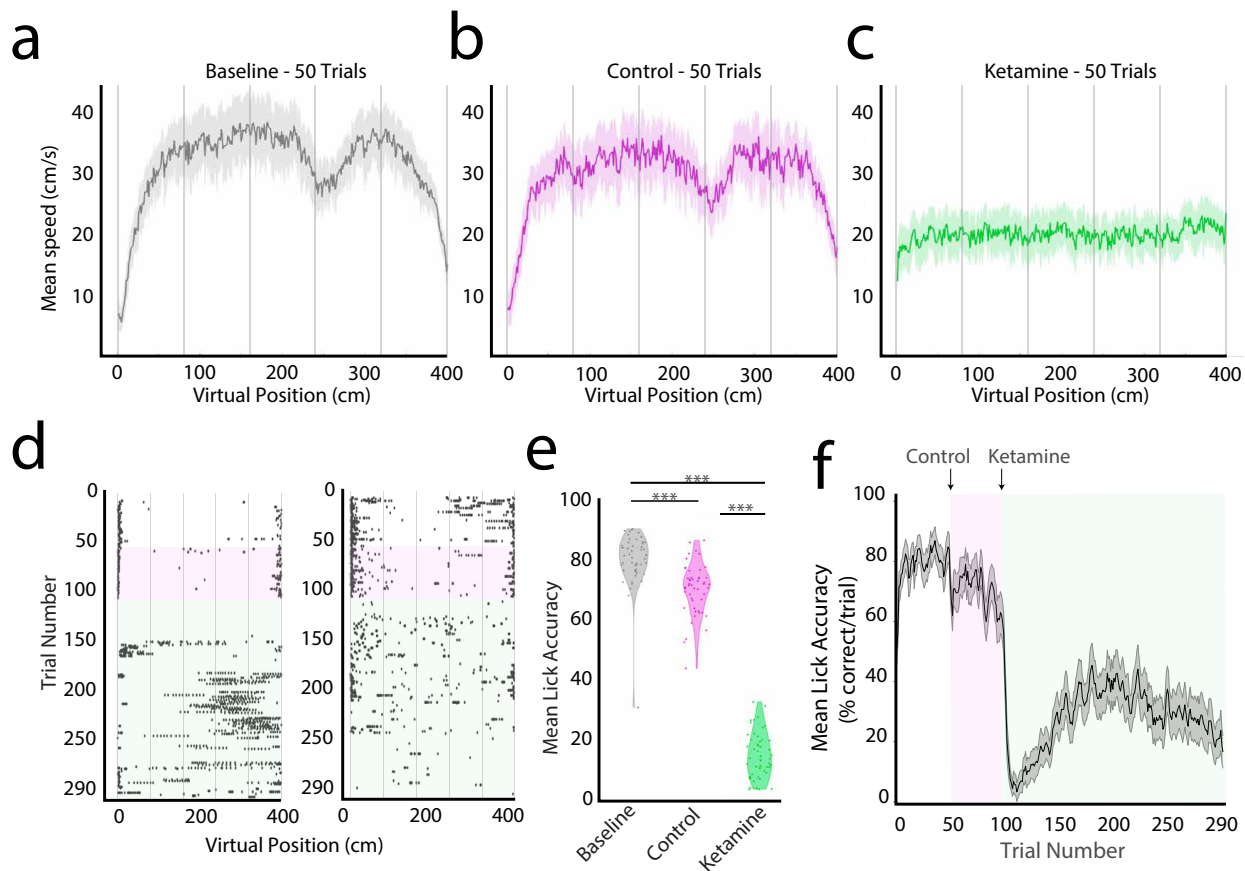 a
b
c
Baseline - 50 Trials
Control - 50 Trials
Ketamine - 50 Trials
Mean speed (cm/s)
40
30
20
10
0 100 200 300 400
Virtual Position (cm)
40
30
20
10
0 100 200 300 400
Virtual Position (cm)
40
30
20
10
0 100 200 300 400
Virtual Position (cm)
d
Trial Number
0
50
100
150
200
250
290
0 200 400
0
50
100
150
200
250
290
0 200 400
Virtual Position (cm)
e
Mean Lick Accuracy
***
***
***
100
80
60
40
20
0
Baseline
Control
Ketamine
f
Control Ketamine
Mean Lick Accuracy
(% correct/trial)
100
80
60
40
20
0
0 50 100 150 200 250 290
Trial Number